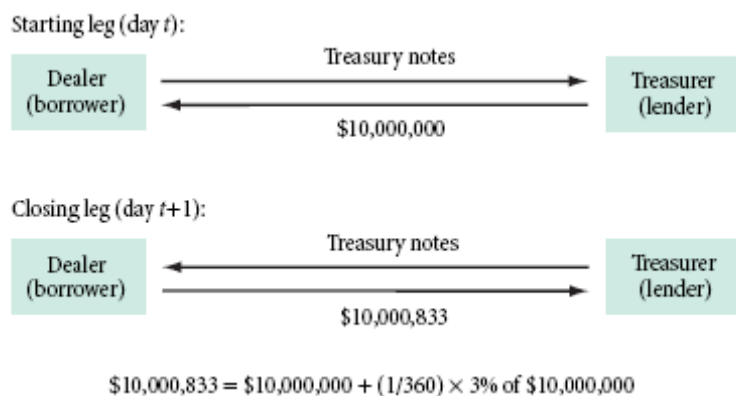 Starting leg (day t):
Treasury notes
Dealer
(borrower)
Treasurer
(lender)
$10,000,000
Closing leg (day t+1):
Treasury notes
Dealer
(borrower)
Treasurer
(lender)
$10,000,833
$10,000,833 = $10,000,000 + (1/360) × 3% of $10,000,000